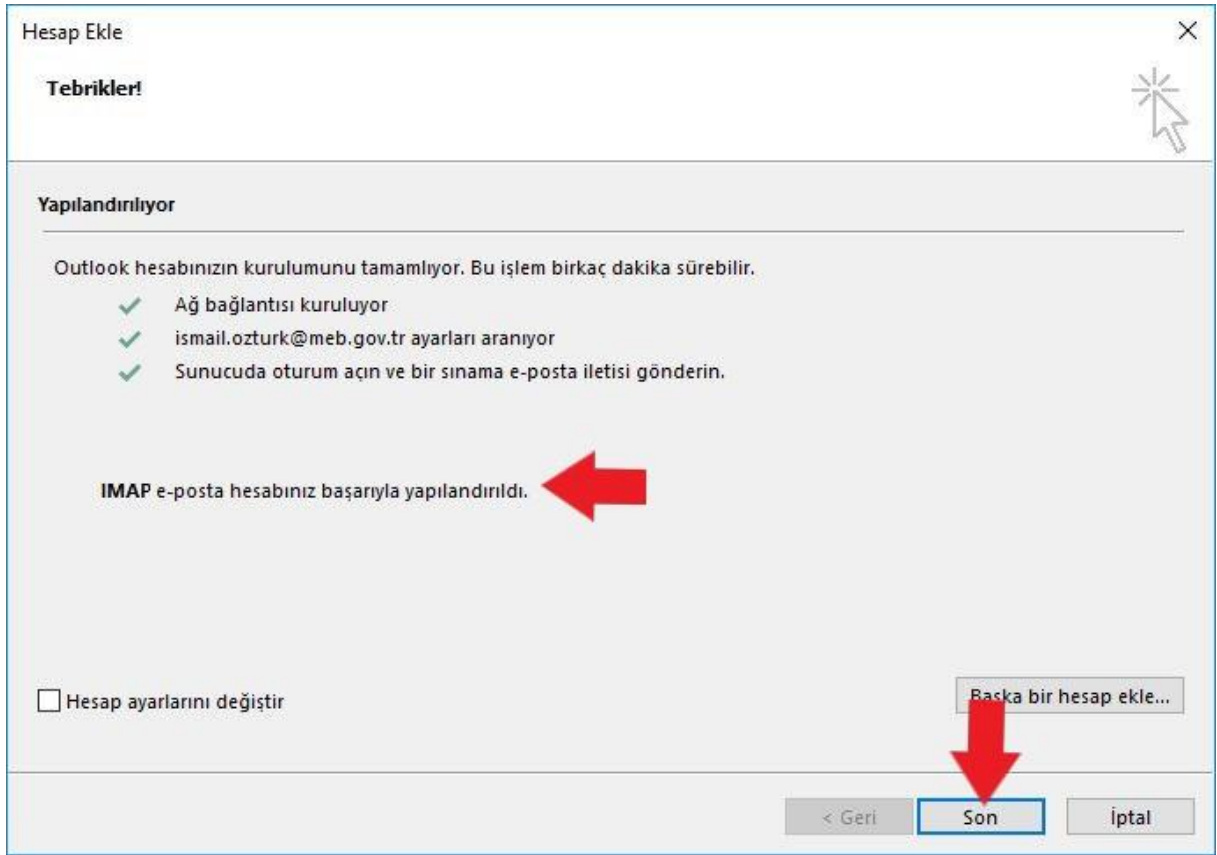 Hesap Ekle
Tebrikler!
Yapılandırılıyor
Outlook hesabınızın kurulumunu tamamlıyor. Bu işlem birkaç dakika sürebilir.
Ağ bağlantısı kuruluyor
ismail.ozturk@meb.gov.tr ayarları aranıyor
Sunucuda oturum açın ve bir sınama e-posta iletisi gönderin.
IMAP e-posta hesabınız başarıyla yapılandırıldı.
Hesap ayarlarını değiştir
Başka bir hesap ekle...
< Geri
Son
İptal